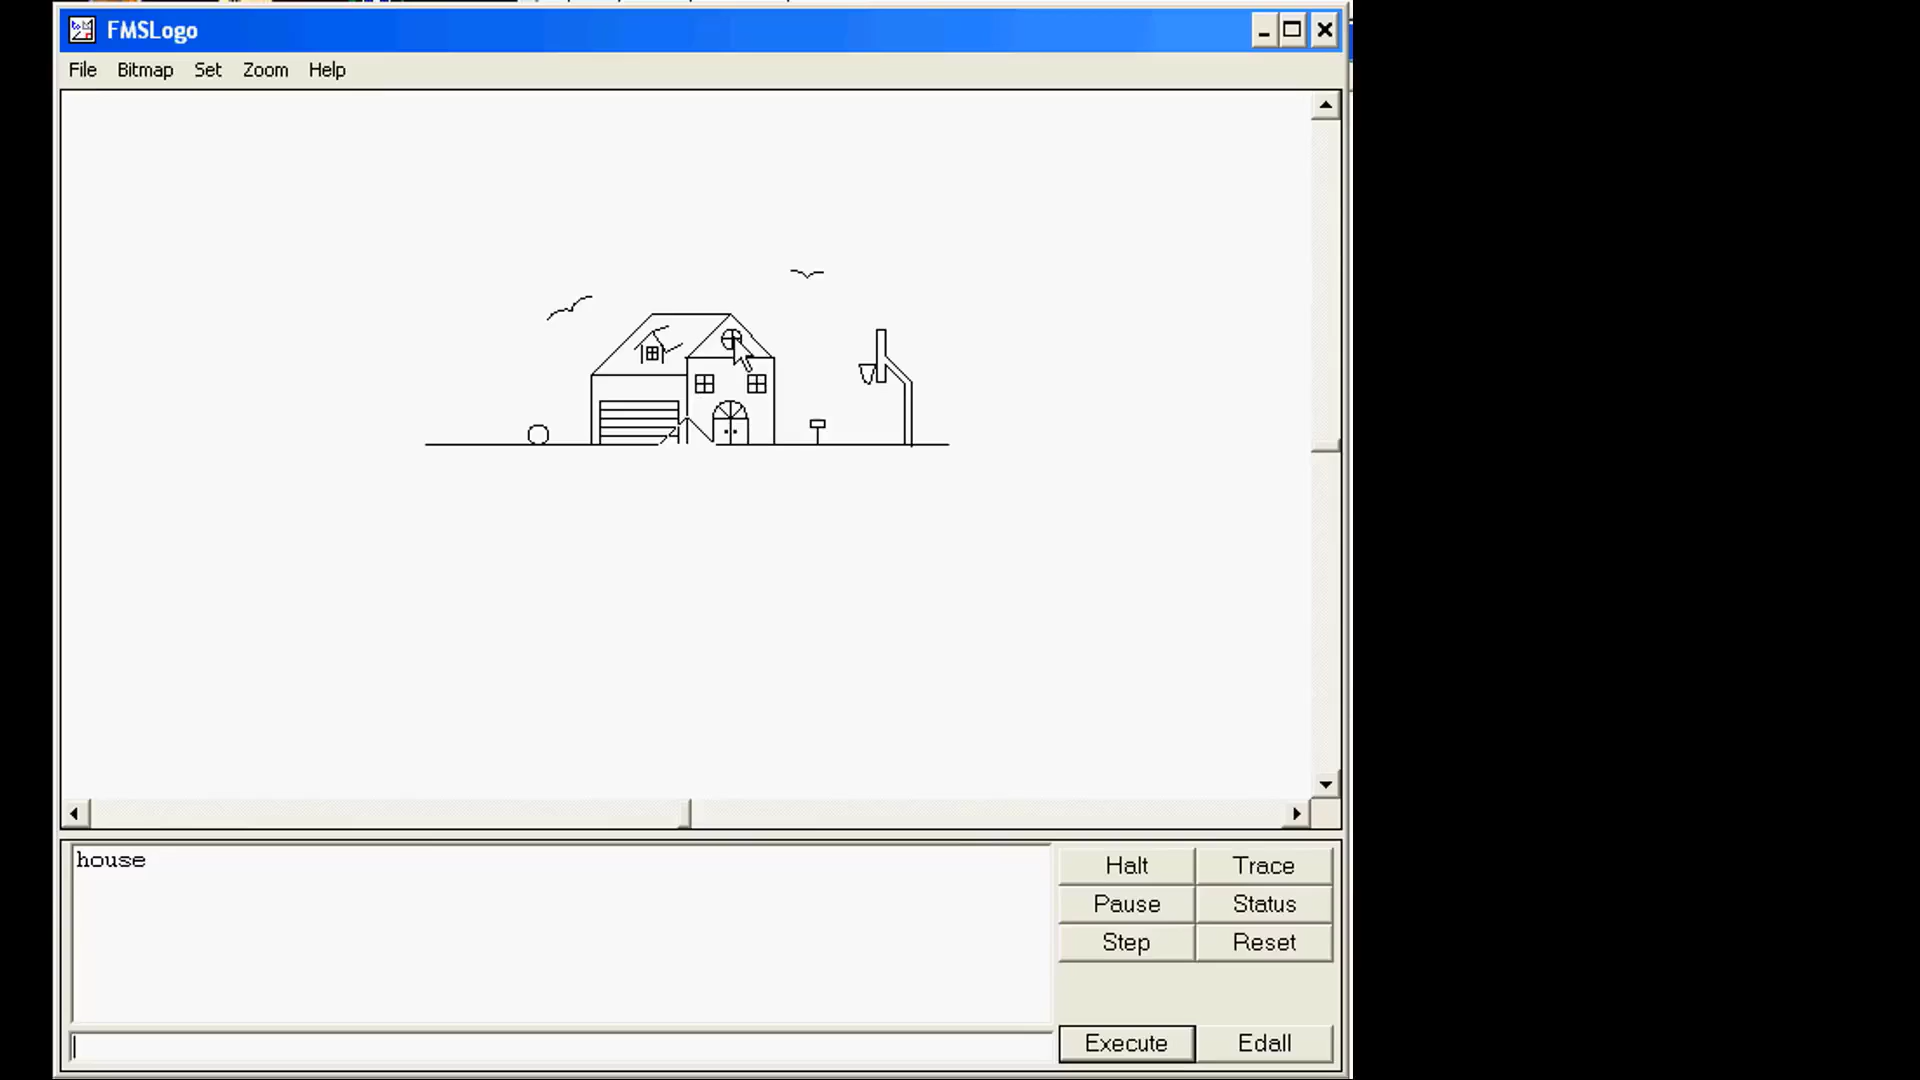 FMSLogo
File Bitmap Set Zoom Help
house
Halt Trace
Pause Status
Step Reset
Execute Edall